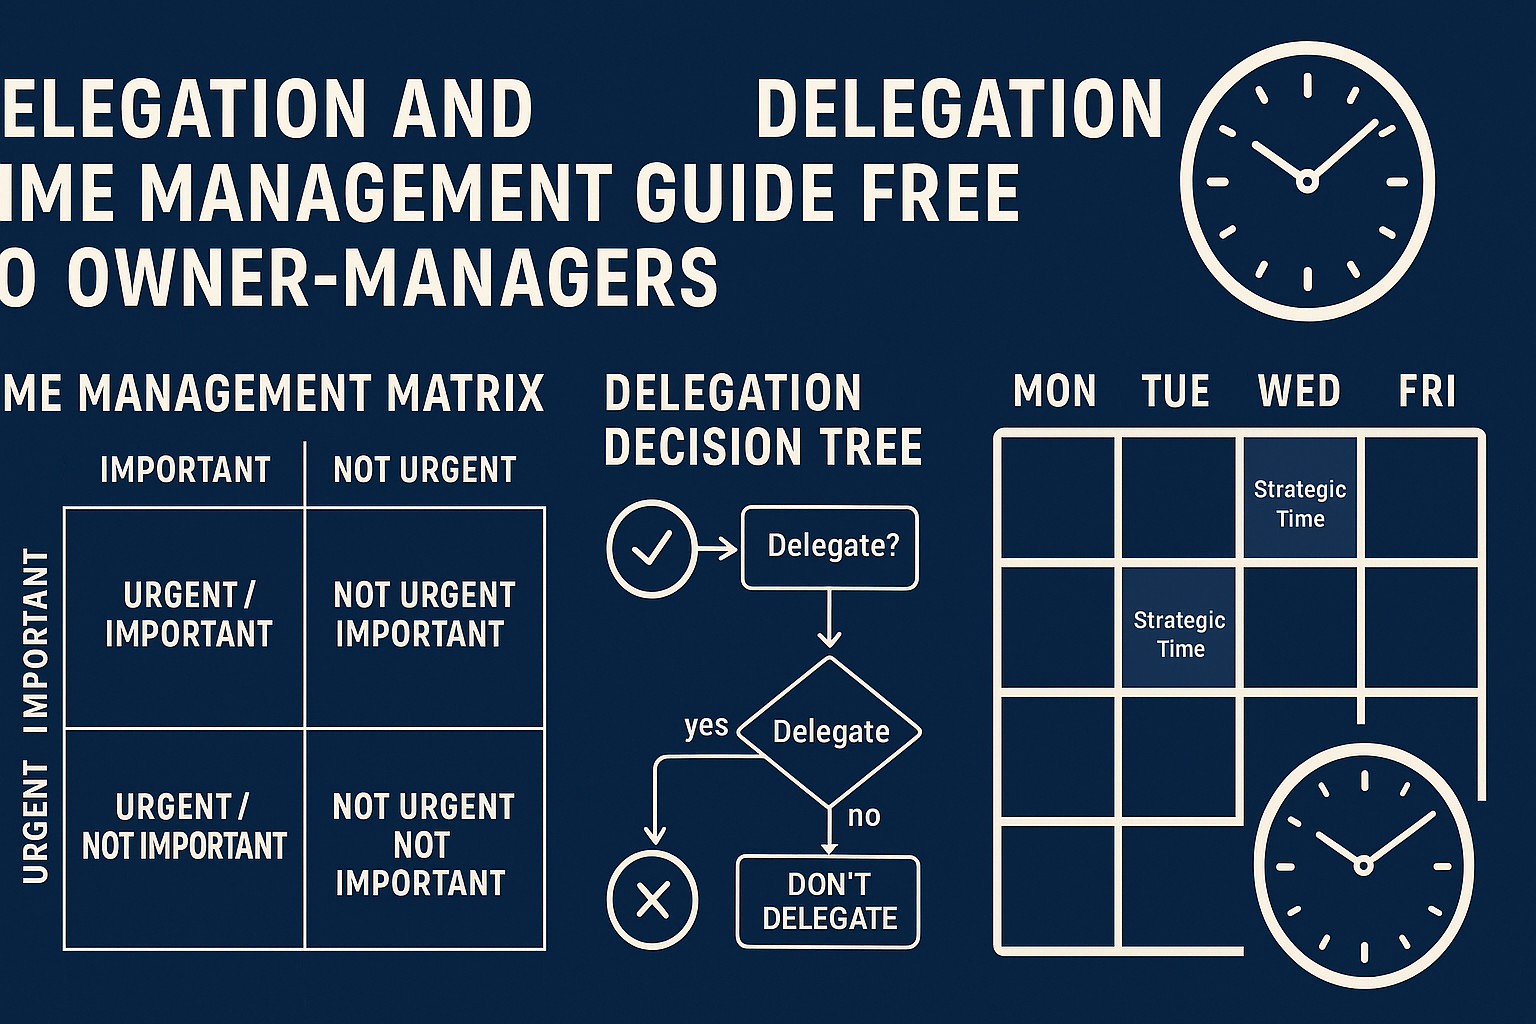 ELEGATION AND
DELEGATION
IME MANAGEMENT GUIDE FREE
O OWNER-MANAGERS
ME MANAGEMENT MATRIX
IMPORTANT
NOT URGENT
IMPORTANT
URGENT
URGENT /
IMPORTANT
NOT URGENT
IMPORTANT
URGENT /
NOT IMPORTANT
NOT URGENT
NOT
IMPORTANT
DELEGATION
DECISION TREE
Delegate?
Delegate
yes
no
DON'T
DELEGATE
MON TUE WED FRI
Strategic
Time
Strategic
Time